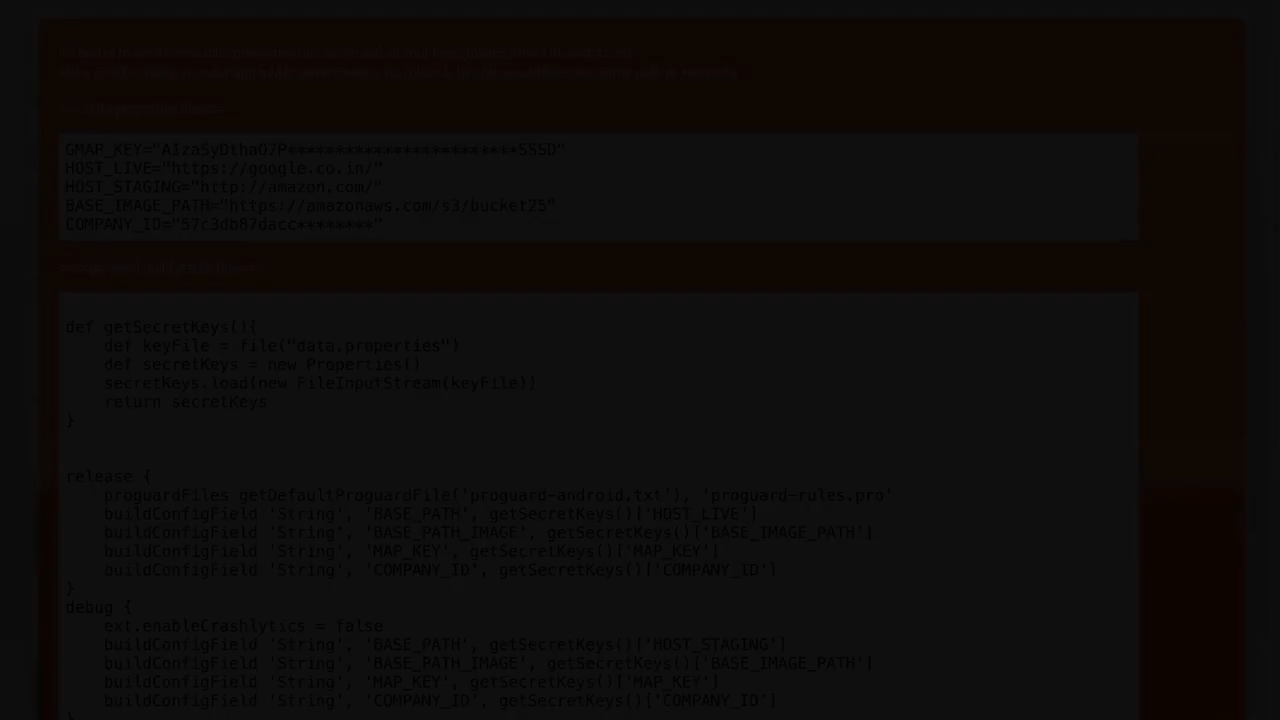 GMAP_KEY="AIzaSyDthaO7P************************SSSD"
HOST_LIVE="https://google.co.in/"
HOST_STAGING="http://amazon.com/"
BASE_IMAGE_PATH="https://amazonaws.com/s3/bucket25"
COMPANY_ID="57c3db87dacc********"
def getSecretKeys(){
def keyFile = file("data.properties")
def secretKeys = new Properties()
secretKeys.load(new FileInputStream(keyFile))
return secretKeys
}
release {
proguardFiles getDefaultProguardFile('proguard-android.txt'), 'proguard-rules.pro'
buildConfigField 'String', 'BASE_PATH', getSecretKeys()['HOST_LIVE']
buildConfigField 'String', 'BASE_PATH_IMAGE', getSecretKeys()['BASE_IMAGE_PATH']
buildConfigField 'String', 'MAP_KEY', getSecretKeys()['MAP_KEY']
buildConfigField 'String', 'COMPANY_ID', getSecretKeys()['COMPANY_ID']
}
debug {
ext.enableCrashlytics = false
buildConfigField 'String', 'BASE_PATH', getSecretKeys()['HOST_STAGING']
buildConfigField 'String', 'BASE_PATH_IMAGE', getSecretKeys()['BASE_IMAGE_PATH']
buildConfigField 'String', 'MAP_KEY', getSecretKeys()['MAP_KEY']
buildConfigField 'String', 'COMPANY_ID', getSecretKeys()['COMPANY_ID']